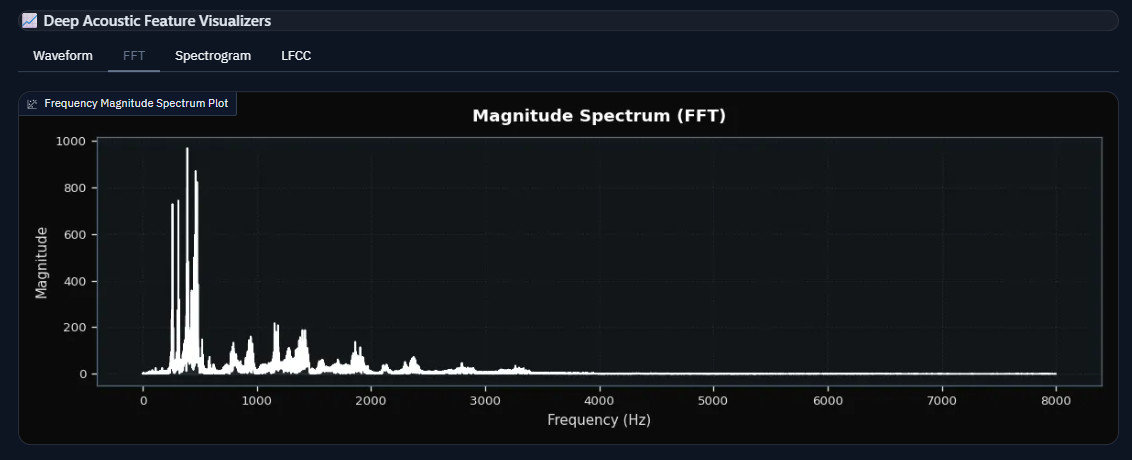 Deep Acoustic Feature Visualizers
Waveform FFT Spectrogram LFCC
Frequency Magnitude Spectrum Plot
Magnitude Spectrum (FFT)
1000
800
600
400
200
0
Magnitude
0 1000 2000 3000 4000 5000 6000 7000 8000
Frequency (Hz)